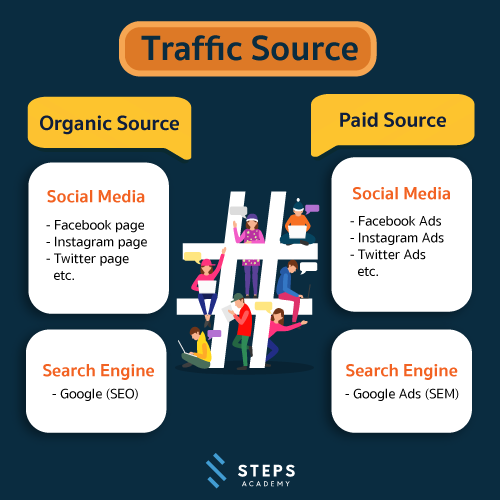 Traffic Source
Organic Source
Social Media
- Facebook page
- Instagram page
- Twitter page
etc.
Search Engine
- Google (SEO)
Paid Source
Social Media
- Facebook Ads
- Instagram Ads
- Twitter Ads
etc.
Search Engine
- Google Ads (SEM)
STEPS
ACADEMY